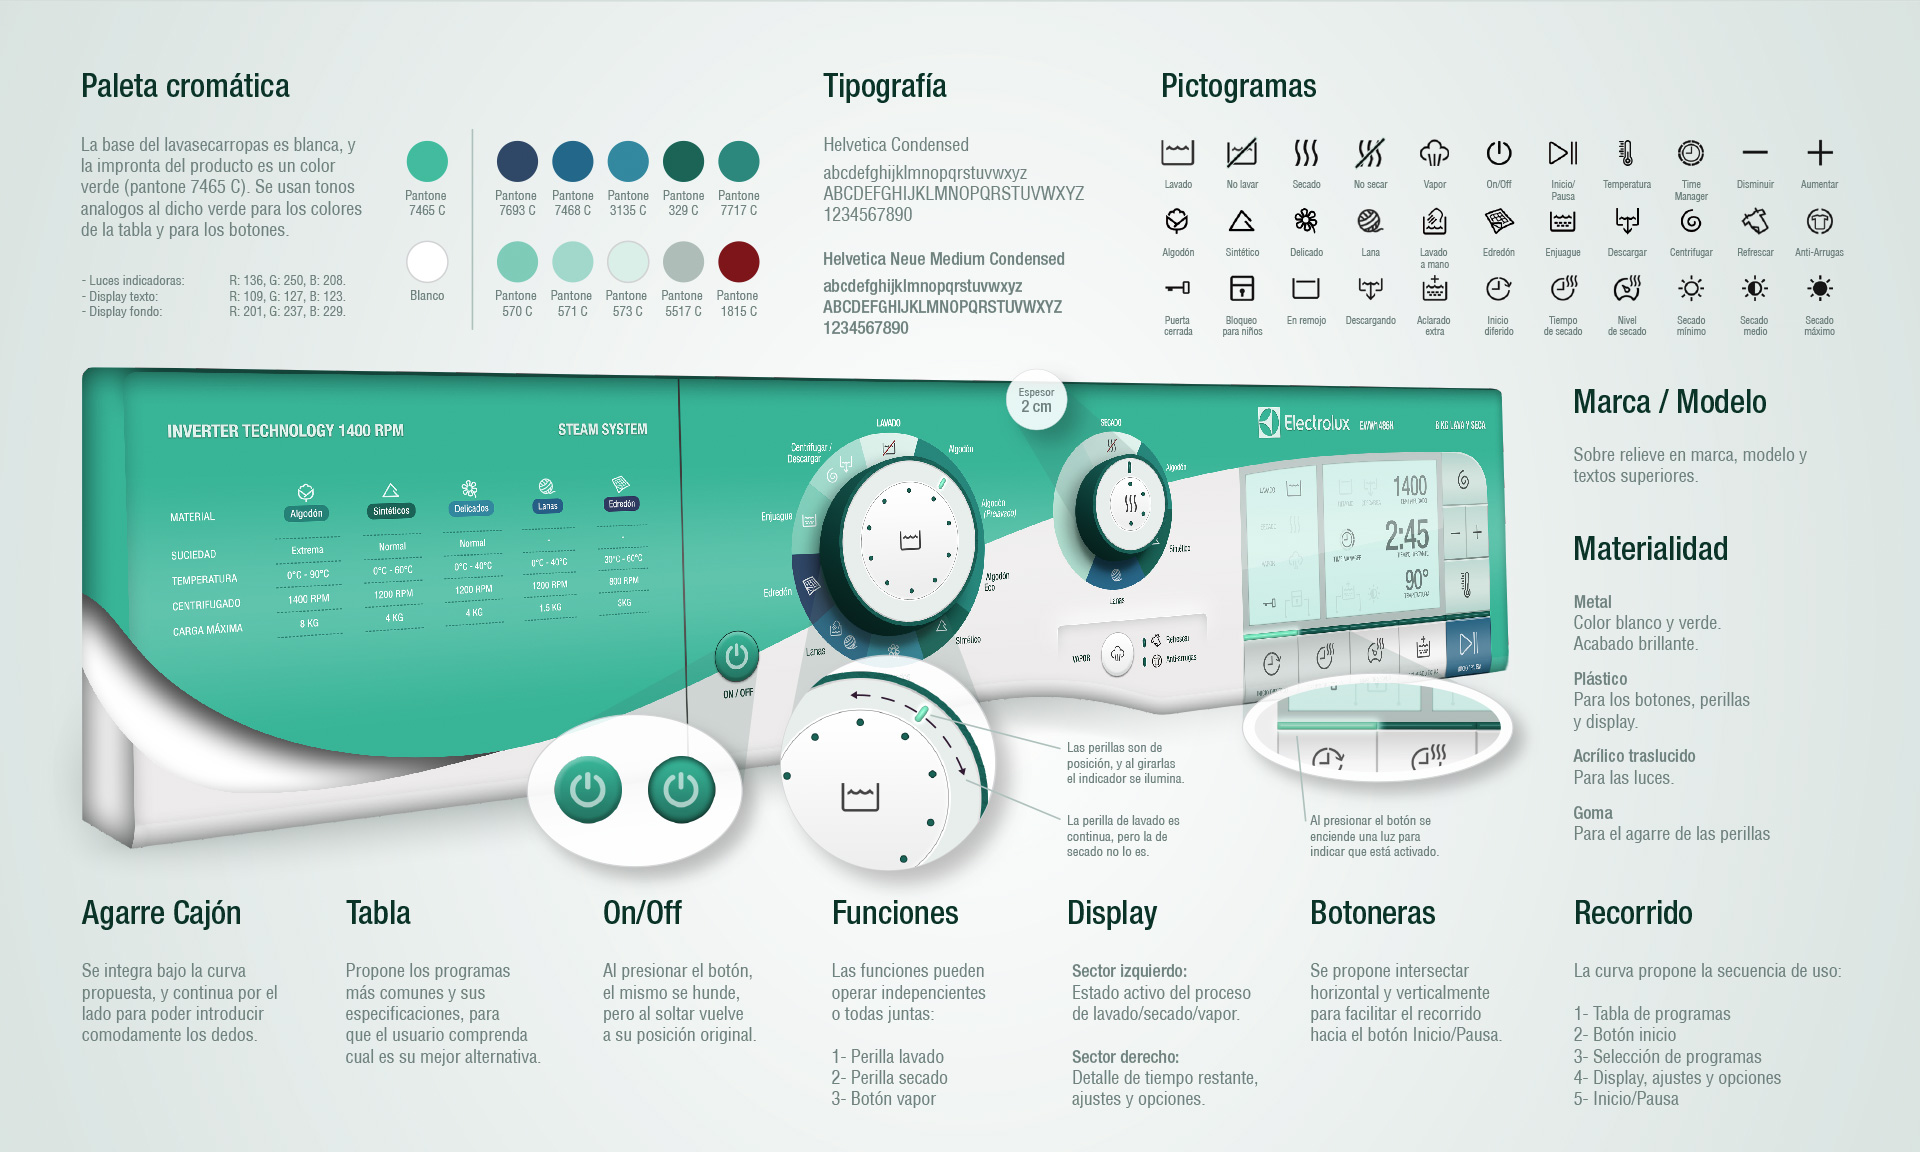 Paleta cromática
La base del lavasecarropas es blanca, y
la impronta del producto es un color
verde (pantone 7465 C). Se usan tonos
analogos al dicho verde para los colores
de la tabla y para los botones.
- Luces indicadoras: R: 136, G: 250, B: 208.
- Display texto: R: 109, G: 127, B: 123.
- Display fondo: R: 201, G: 237, B: 229.
Pantone
7465 C
Blanco
Pantone
7693 C
Pantone
7468 C
Pantone
3135 C
Pantone
329 C
Pantone
7717 C
Pantone
570 C
Pantone
571 C
Pantone
573 C
Pantone
5517 C
Pantone
1815 C
Tipografía
Helvetica Condensed
abcdefghijklmnopqrstuvwxyz
ABCDEFGHIJKLMNOPQRSTUVWXYZ
1234567890
Helvetica Neue Medium Condensed
abcdefghijklmnopqrstuvwxyz
ABCDEFGHIJKLMNOPQRSTUVWXYZ
1234567890
Pictogramas
Lavado
No lavar
Secado
No secar
Vapor
On/Off
Inicio/
Pausa
Temperatura
Time
Manager
Disminuir
Aumentar
Algodón
Sintético
Delicado
Lana
Lavado
a mano
Edredón
Enjuague
Descargar
Centrifugar
Refrescar
Anti-Arrugas
Puerta
cerrada
Bloqueo
para niños
En remojo
Descargando
Aclarado
extra
Inicio
diferido
Tiempo
de secado
Nivel
de secado
Secado
mínimo
Secado
medio
Secado
máximo
INVERTER TECHNOLOGY 1400 RPM
STEAM SYSTEM
MATERIAL Algodón Sintéticos Delicados Lanas Edredón
SUCIEDAD Extrema Normal Normal - -
TEMPERATURA 0°C - 90°C 0°C - 60°C 0°C - 40°C 0°C - 40°C 30°C - 60°C
CENTRIFUGADO 1400 RPM 1200 RPM 1200 RPM 1200 RPM 800 RPM
CARGA MÁXIMA 8 KG 4 KG 4 KG 1.5 KG 3KG
ON / OFF
LAVADO
Centrifugar /
Descargar
Algodón
Algodón
(Prelavado)
Enjuague
Algodón
Eco
Edredón
Sintético
Lanas
Espesor
2 cm
SECADO
Algodón
Sintético
Lanas
VAPOR
Refrescar
Anti-arrugas
Electrolux
8 KG LAVA Y SECA
LAVADO
SECADO
VAPOR
1400
2:45
TIME MANAGER
90°
TEMPERATURA
Las perillas son de
posición, y al girarlas
el indicador se ilumina.
La perilla de lavado es
continua, pero la de
secado no lo es.
Al presionar el botón se
enciende una luz para
indicar que está activado.
Marca / Modelo
Sobre relieve en marca, modelo y
textos superiores.
Materialidad
Metal
Color blanco y verde.
Acabado brillante.
Plástico
Para los botones, perillas
y display.
Acrílico traslucido
Para las luces.
Goma
Para el agarre de las perillas
Agarre Cajón
Se integra bajo la curva
propuesta, y continua por el
lado para poder introducir
comodamente los dedos.
Tabla
Propone los programas
más comunes y sus
especificaciones, para
que el usuario comprenda
cual es su mejor alternativa.
On/Off
Al presionar el botón,
el mismo se hunde,
pero al soltar vuelve
a su posición original.
Funciones
Las funciones pueden
operar indepencientes
o todas juntas:
1- Perilla lavado
2- Perilla secado
3- Botón vapor
Display
Sector izquierdo:
Estado activo del proceso
de lavado/secado/vapor.
Sector derecho:
Detalle de tiempo restante,
ajustes y opciones.
Botoneras
Se propone intersectar
horizontal y verticalmente
para facilitar el recorrido
hacia el botón Inicio/Pausa.
Recorrido
La curva propone la secuencia de uso:
1- Tabla de programas
2- Botón inicio
3- Selección de programas
4- Display, ajustes y opciones
5- Inicio/Pausa